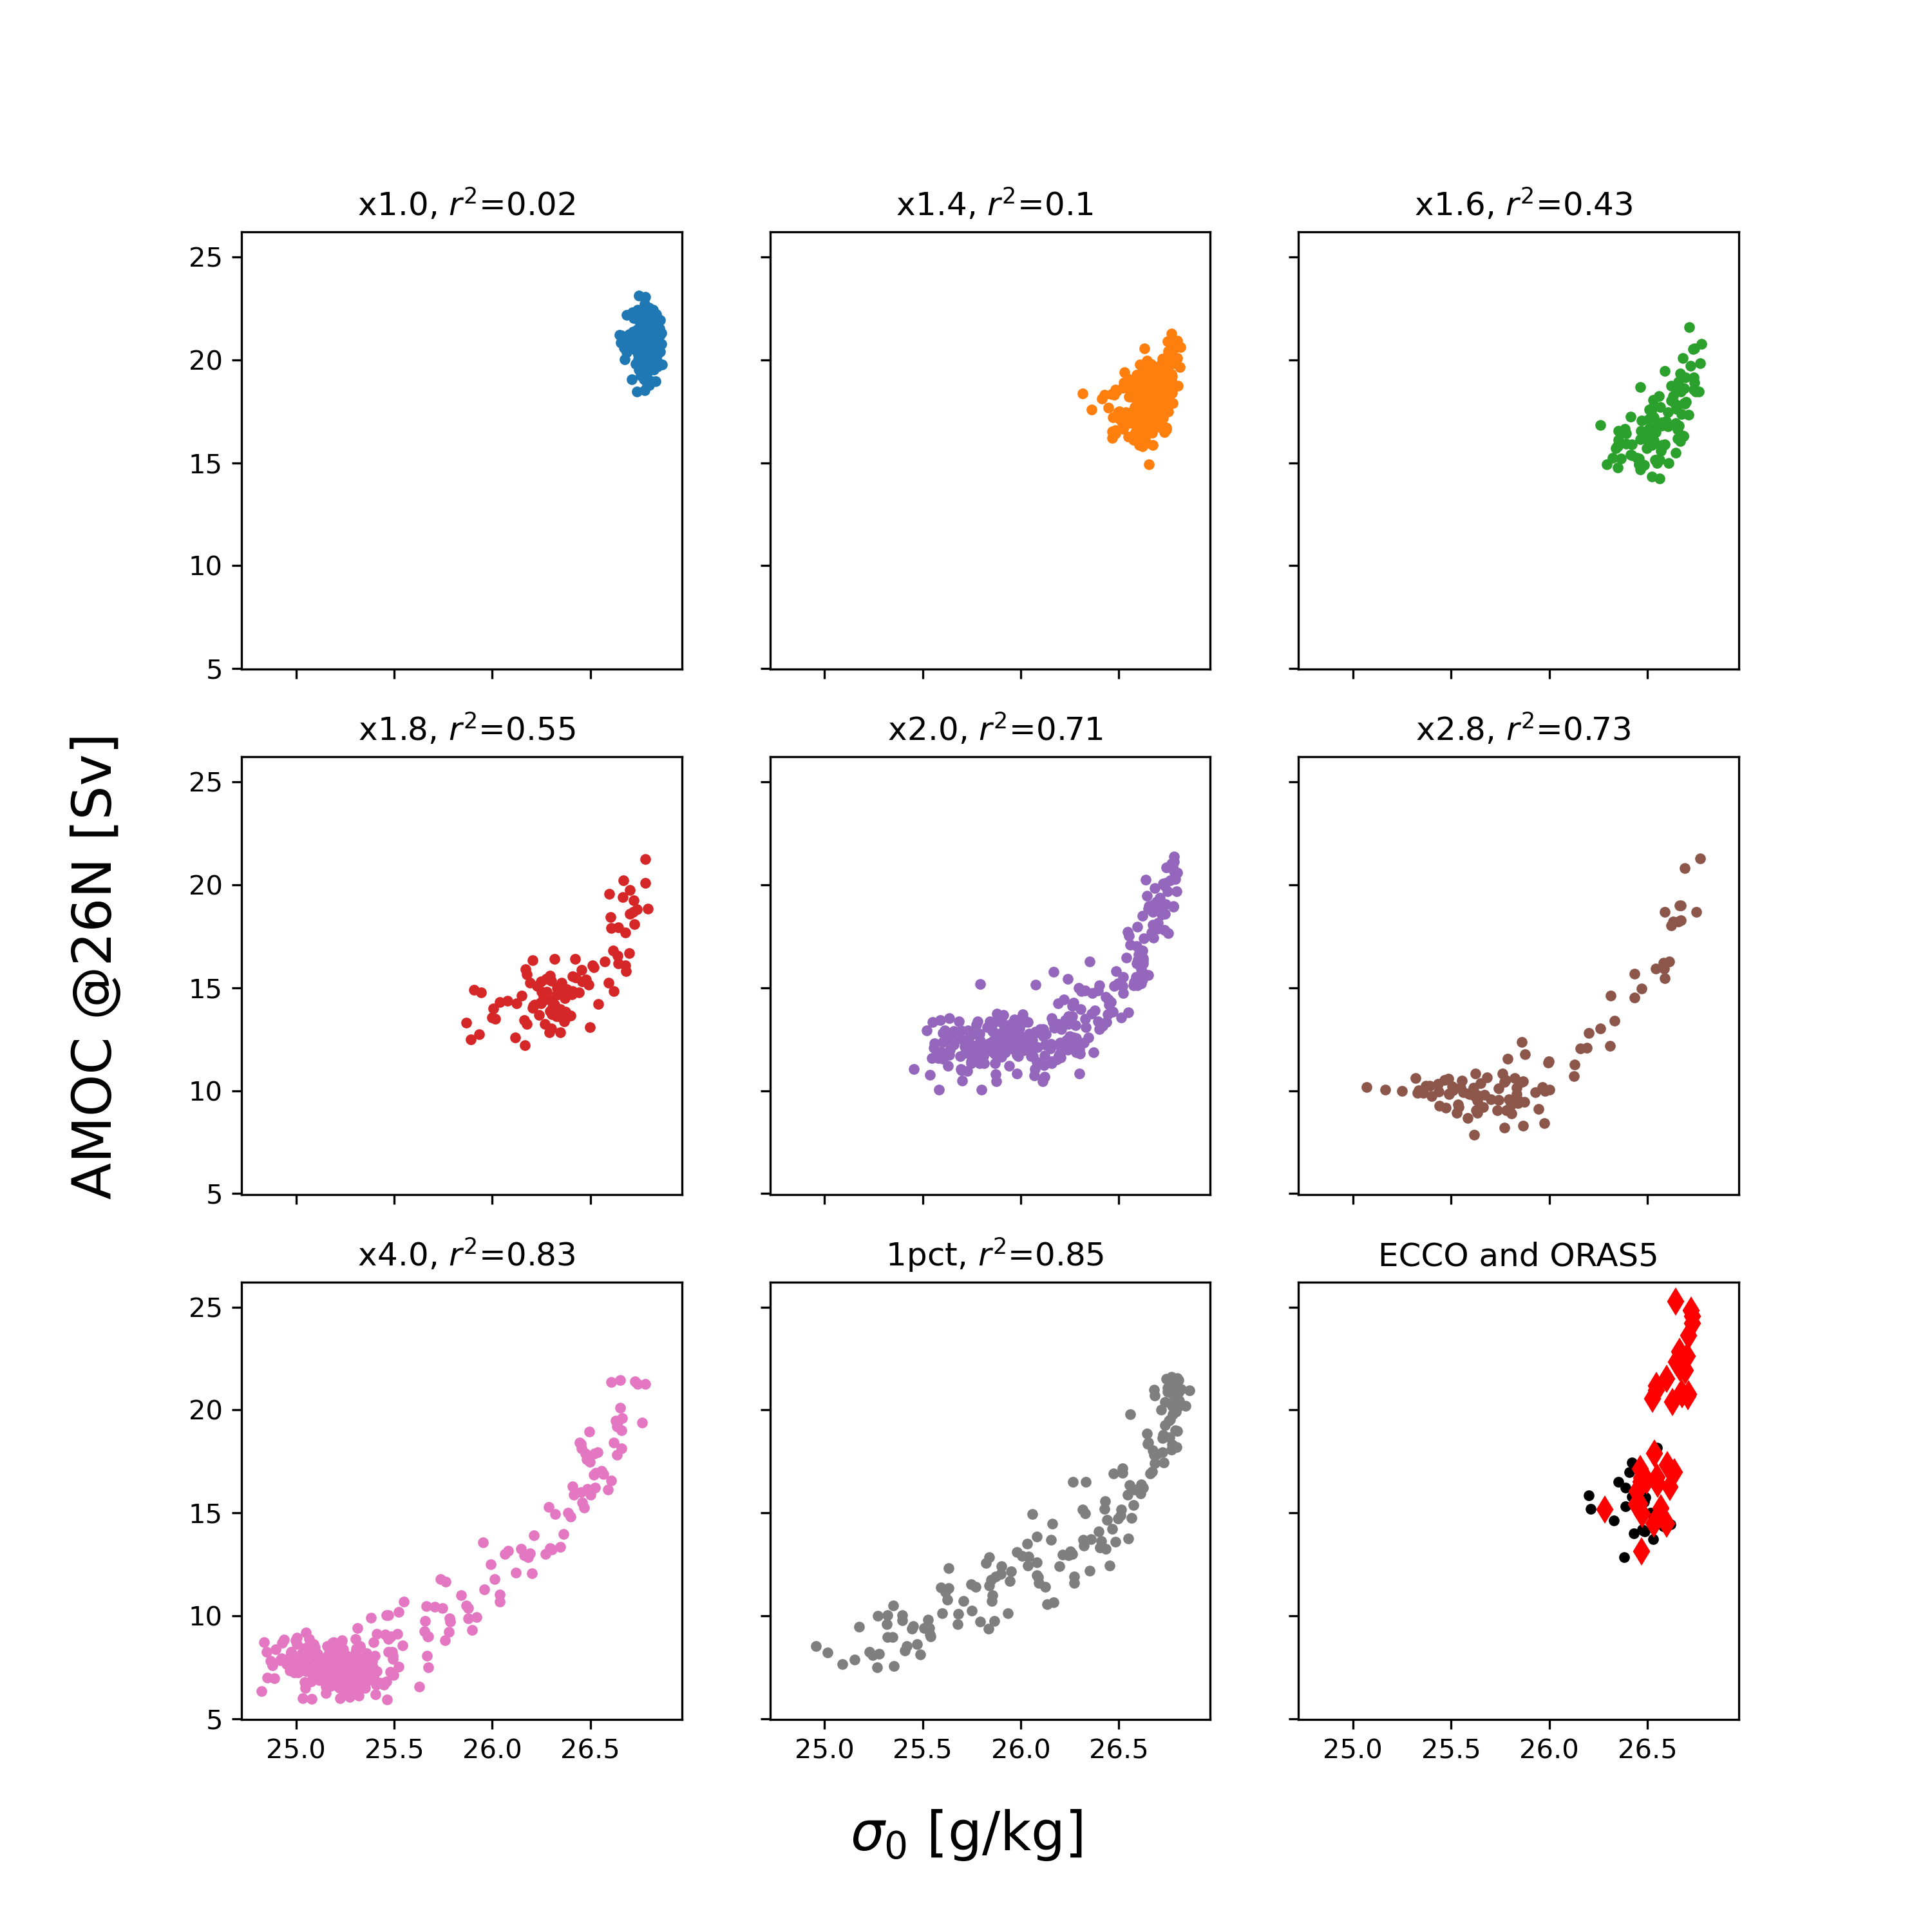 x1.0, r²=0.02
x1.4, r²=0.1
x1.6, r²=0.43
25
20
15
10
5
x1.8, r²=0.55
x2.0, r²=0.71
x2.8, r²=0.73
25
20
15
10
5
AMOC @26N [Sv]
x4.0, r²=0.83
1pct, r²=0.85
ECCO and ORAS5
25
20
15
10
5
25.0 25.5 26.0 26.5
25.0 25.5 26.0 26.5
25.0 25.5 26.0 26.5
σ₀ [g/kg]